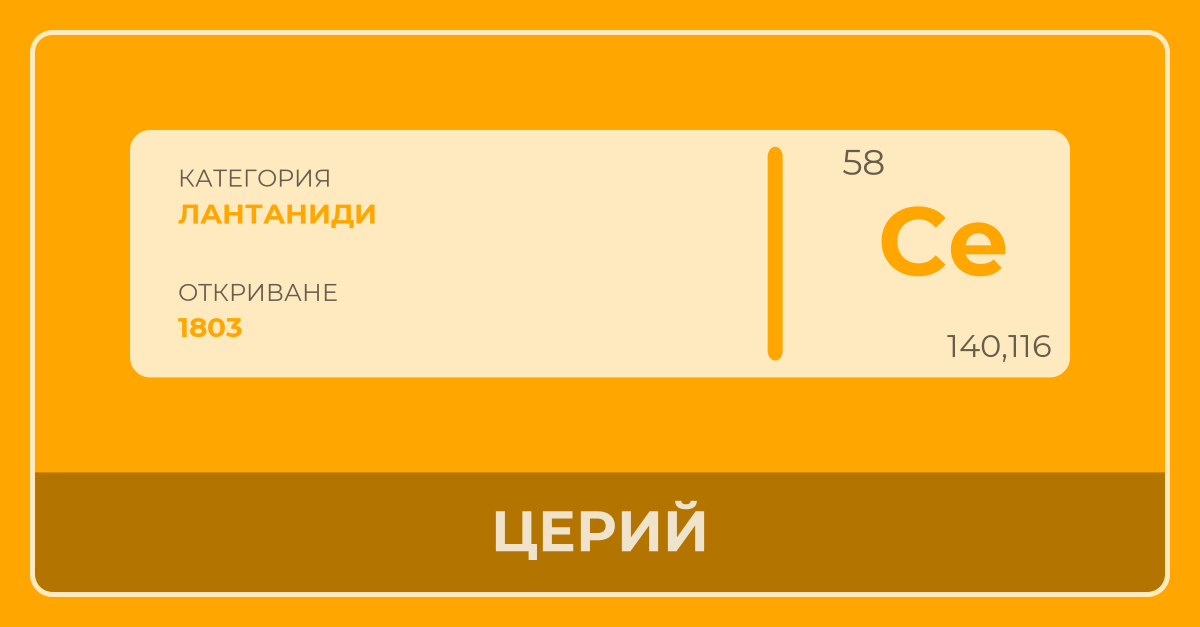 КАТЕГОРИЯ
ЛАНТАНИДИ
ОТКРИВАНЕ
1803
58
Ce
140,116
ЦЕРИЙ